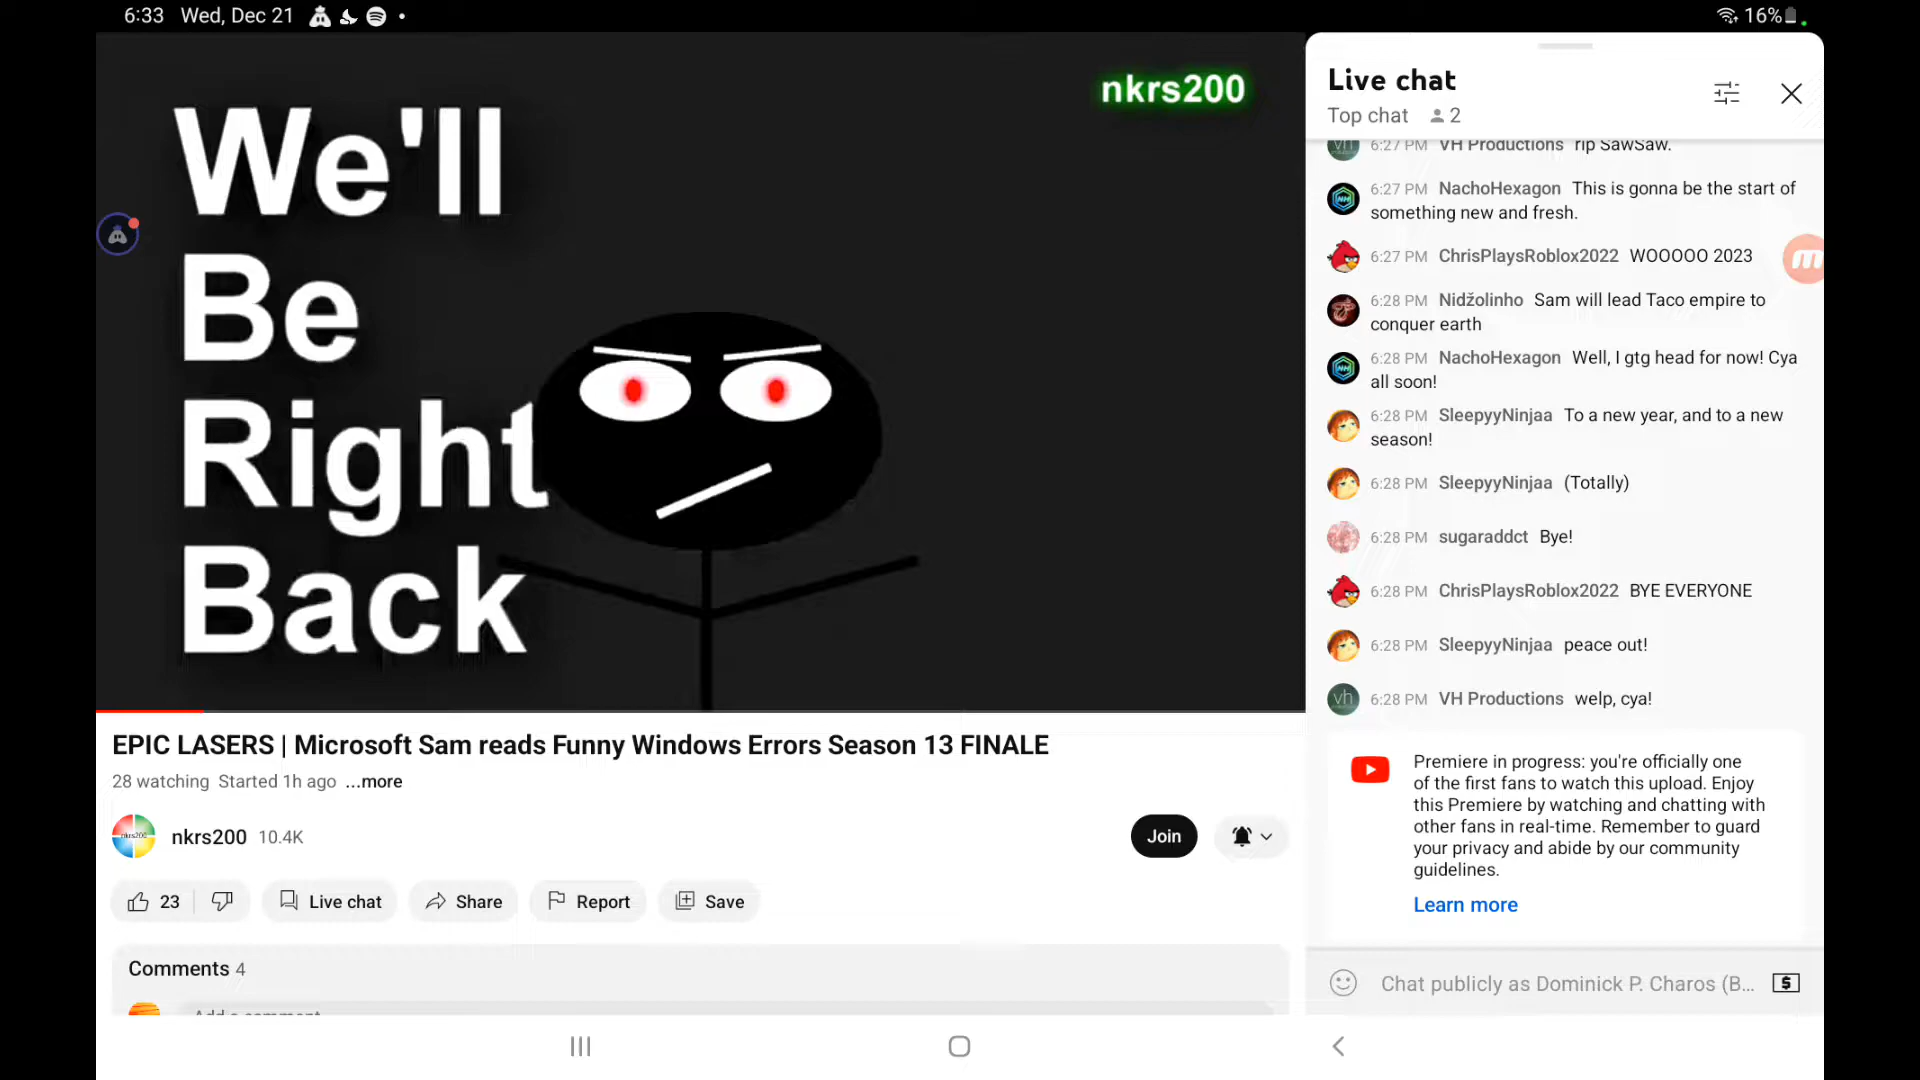 6:33 Wed, Dec 21
16%
We'll
Be
Right
Back
nkrs200
EPIC LASERS | Microsoft Sam reads Funny Windows Errors Season 13 FINALE
28 watching Started 1h ago ...more
nkrs200 10.4K
Join
23
Live chat
Share
Report
Save
Comments 4
Add a comment
Live chat
Top chat 2
6:27 PM VH Productions rip SawSaw.
6:27 PM NachoHexagon This is gonna be the start of
something new and fresh.
6:27 PM ChrisPlaysRoblox2022 WOOOOO 2023
6:28 PM Nidžolinho Sam will lead Taco empire to
conquer earth
6:28 PM NachoHexagon Well, I gtg head for now! Cya
all soon!
6:28 PM SleepyyNinjaa To a new year, and to a new
season!
6:28 PM SleepyyNinjaa (Totally)
6:28 PM sugaraddct Bye!
6:28 PM ChrisPlaysRoblox2022 BYE EVERYONE
6:28 PM SleepyyNinjaa peace out!
vh
6:28 PM VH Productions welp, cya!
Premiere in progress: you're officially one
of the first fans to watch this upload. Enjoy
this Premiere by watching and chatting with
other fans in real-time. Remember to guard
your privacy and abide by our community
guidelines.
Learn more
Chat publicly as Dominick P. Charos (B...